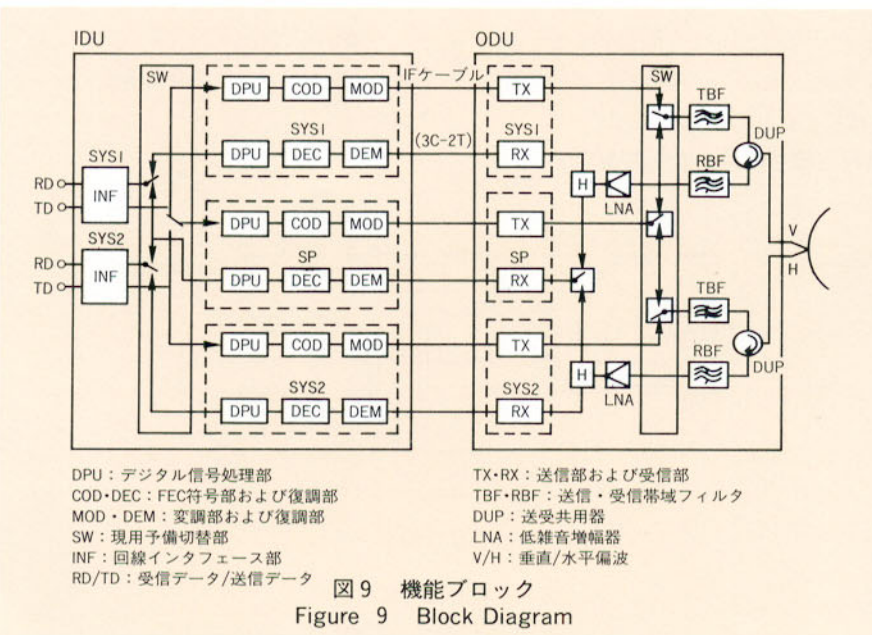 IDU
ODU
SW
DPU COD MOD
IFケーブル
TX
SW
TBF
SYS1
(3C-2T)
SYS1
DUP
SYS1
DPU DEC DEM
RX
RBF
RD
INF
TD
H
LNA
SYS2
DPU COD MOD
TX
V
RD
INF
TD
SP
SP
H
DPU DEC DEM
RX
TBF
DPU COD MOD
TX
RBF
SYS2
SYS2
H
LNA
DUP
DPU DEC DEM
RX
DPU:デジタル信号処理部
COD・DEC:FEC符号部および復調部
MOD・DEM:変調部および復調部
SW:現用予備切替部
INF:回線インタフェース部
RD/TD:受信データ/送信データ
TX・RX:送信部および受信部
TBF・RBF:送信・受信帯域フィルタ
DUP:送受共用器
LNA:低雑音増幅器
V/H:垂直/水平偏波
図9 機能ブロック
Figure 9 Block Diagram